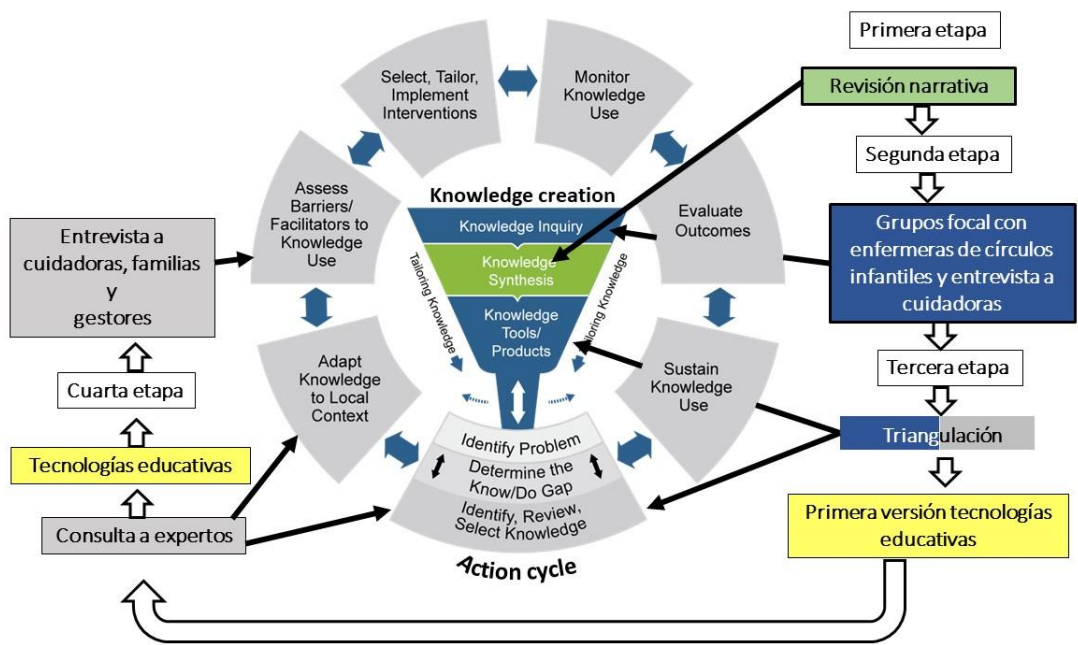 Primera etapa
Revisión narrativa
Segunda etapa
Grupos focal con
enfermeras de círculos
infantiles y entrevista a
cuidadoras
Tercera etapa
Triangulación
Primera versión tecnologías
educativas
Select, Tailor,
Implement
Interventions
Monitor
Knowledge
Use
Assess
Barriers/
Facilitators to
Knowledge
Use
Evaluate
Outcomes
Adapt
Knowledge
to Local
Context
Sustain
Knowledge
Use
Knowledge creation
Knowledge Inquiry
Knowledge
Synthesis
Knowledge
Tools/
Products
Tailoring Knowledge
ailoring Knowledge
Identify Problem
Determine the
Know/Do Gap
Identify, Review,
Select Knowledge
Action cycle
Entrevista a
cuidadoras, familias
y
gestores
Cuarta etapa
Tecnologías educativas
Consulta a expertos